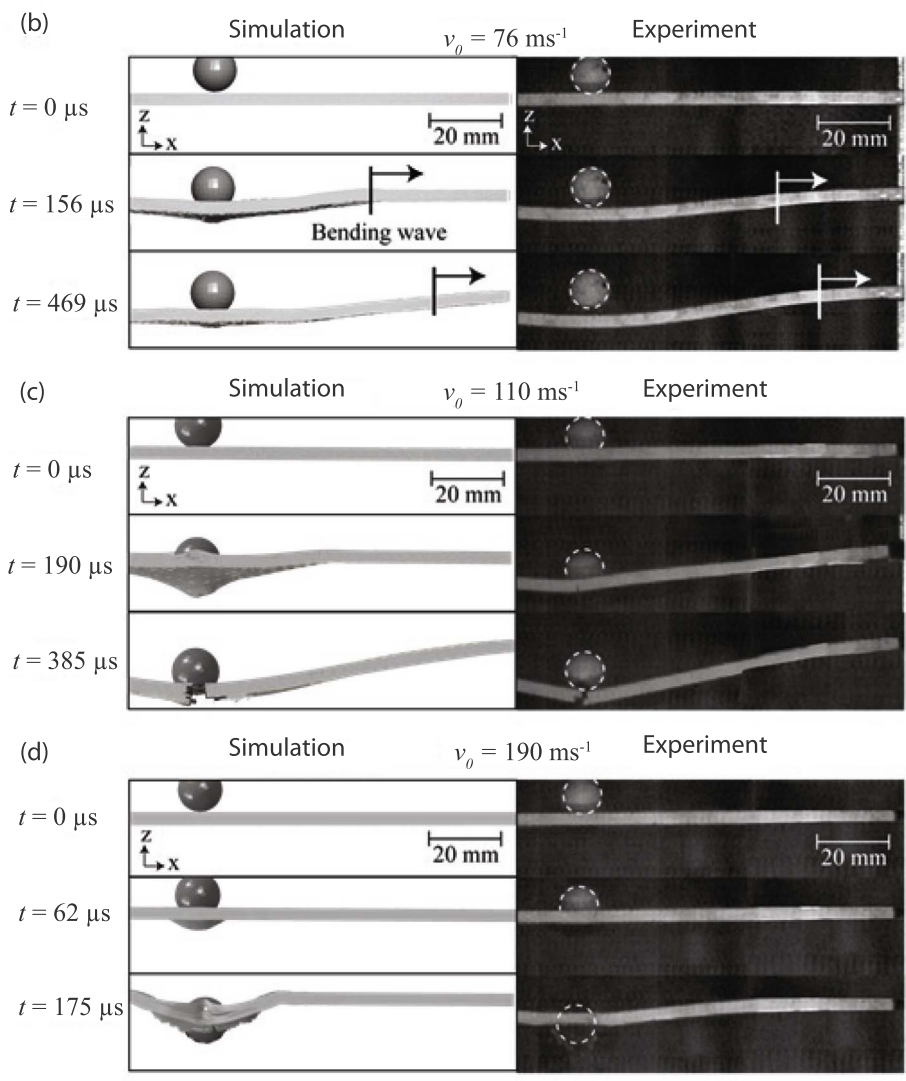 (b)
Simulation v₀ = 76 ms⁻¹ Experiment
t = 0 µs
z
x
20 mm
z
x
20 mm
t = 156 µs
Bending wave
t = 469 µs
(c)
Simulation v₀ = 110 ms⁻¹ Experiment
t = 0 µs
z
x
20 mm
20 mm
t = 190 µs
t = 385 µs
(d)
Simulation v₀ = 190 ms⁻¹ Experiment
t = 0 µs
z
x
20 mm
20 mm
t = 62 µs
t = 175 µs